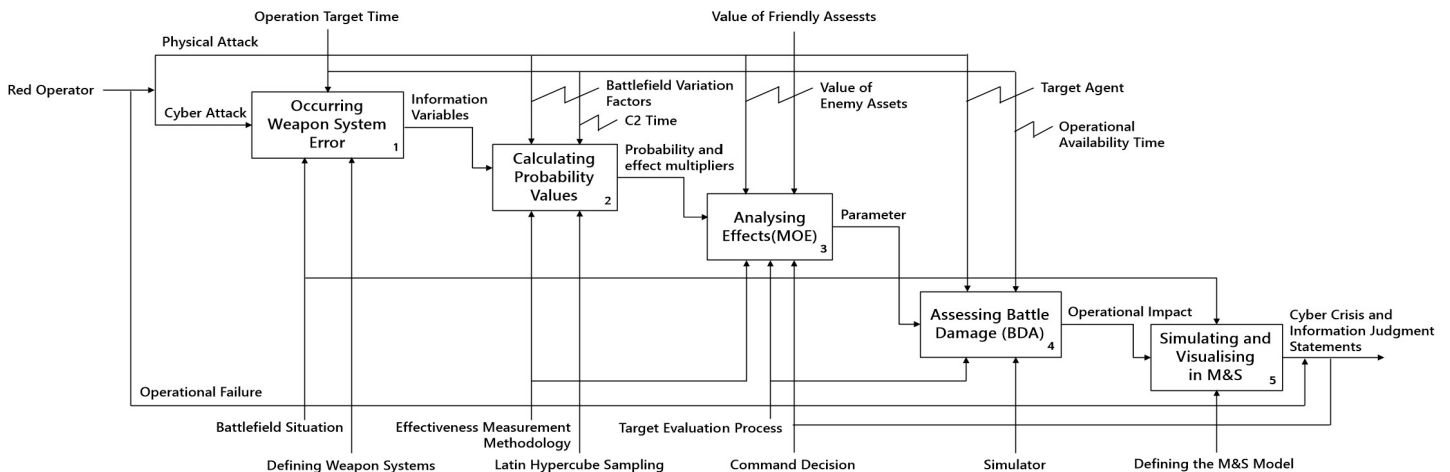 Operation Target Time
Value of Friendly Assessts
Physical Attack
Red Operator
Cyber Attack
Occurring
Weapon System
Error
1
Information
Variables
Battlefield Variation
Factors
C2 Time
Value of
Enemy Assets
Target Agent
Operational
Availability Time
Calculating
Probability
Values
2
Probability and
effect multipliers
Analysing
Effects(MOE)
3
Parameter
Assessing Battle
Damage (BDA)
4
Operational Impact
Simulating and
Visualising
in M&S
5
Cyber Crisis and
Information Judgment
Statements
Operational Failure
Battlefield Situation
Effectiveness Measurement
Methodology
Target Evaluation Process
Defining Weapon Systems
Latin Hypercube Sampling
Command Decision
Simulator
Defining the M&S Model